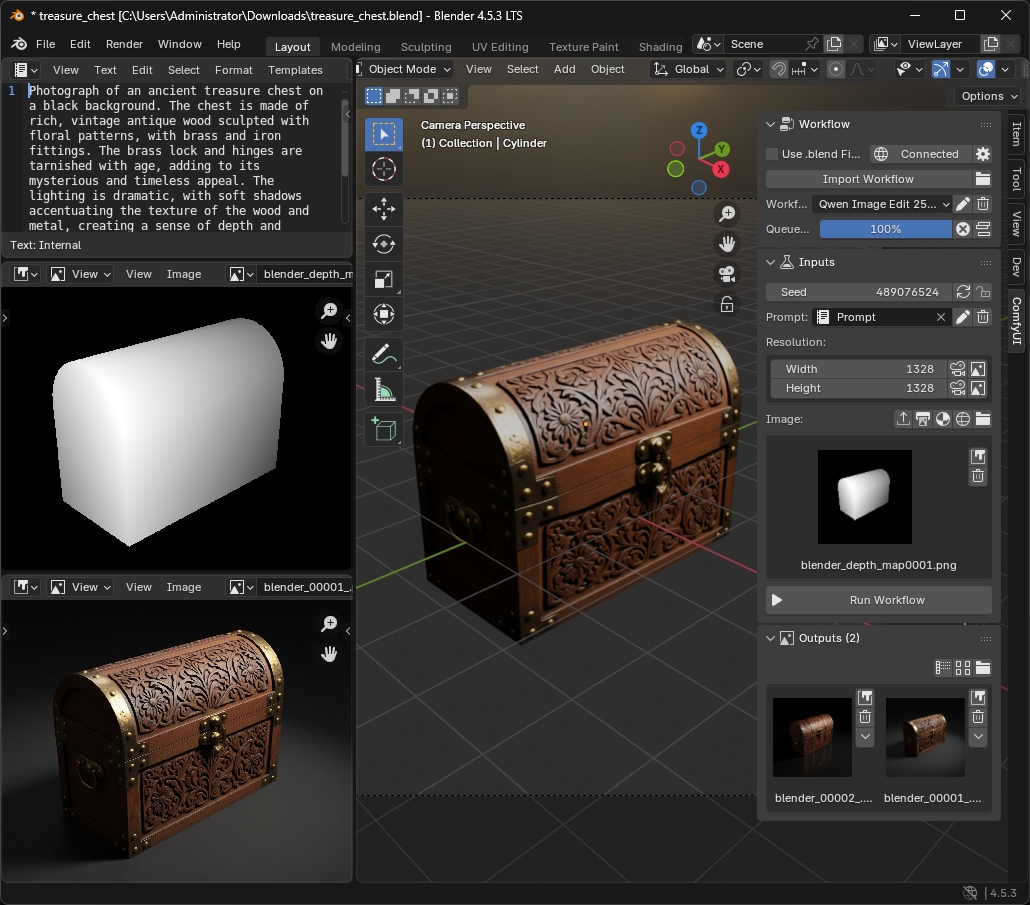 * treasure_chest [C:\Users\Administrator\Downloads\treasure_chest.blend] - Blender 4.5.3 LTS
File Edit Render Window Help Layout Modeling Sculpting UV Editing Texture Paint Shading Scene ViewLayer
View Text Edit Select Format Templates
1 Photograph of an ancient treasure chest on
a black background. The chest is made of
rich, vintage antique wood sculpted with
floral patterns, with brass and iron
fittings. The brass lock and hinges are
tarnished with age, adding to its
mysterious and timeless appeal. The
lighting is dramatic, with soft shadows
accentuating the texture of the wood and
metal, creating a sense of depth and
Text: Internal
View View Image blender_depth_m
View View Image blender_00001_.
Object Mode View Select Add Object Global
Options
Camera Perspective
(1) Collection | Cylinder
Z
Y
X
Workflow
Use .blend Fi... Connected
Import Workflow
Workf... Qwen Image Edit 25...
Queue... 100%
Inputs
Seed 489076524
Prompt: Prompt
Resolution:
Width 1328
Height 1328
Image:
blender_depth_map0001.png
Run Workflow
Outputs (2)
blender_00002_.... blender_00001_....
Item
Tool
View
Dev
ComfyUI
4.5.3